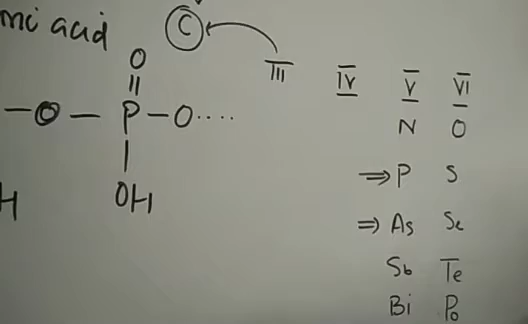 mic acid
C
O
III IV V VI
–O–P–O....
N O
⇒P S
H OH
⇒ As Se
Sb Te
Bi Po